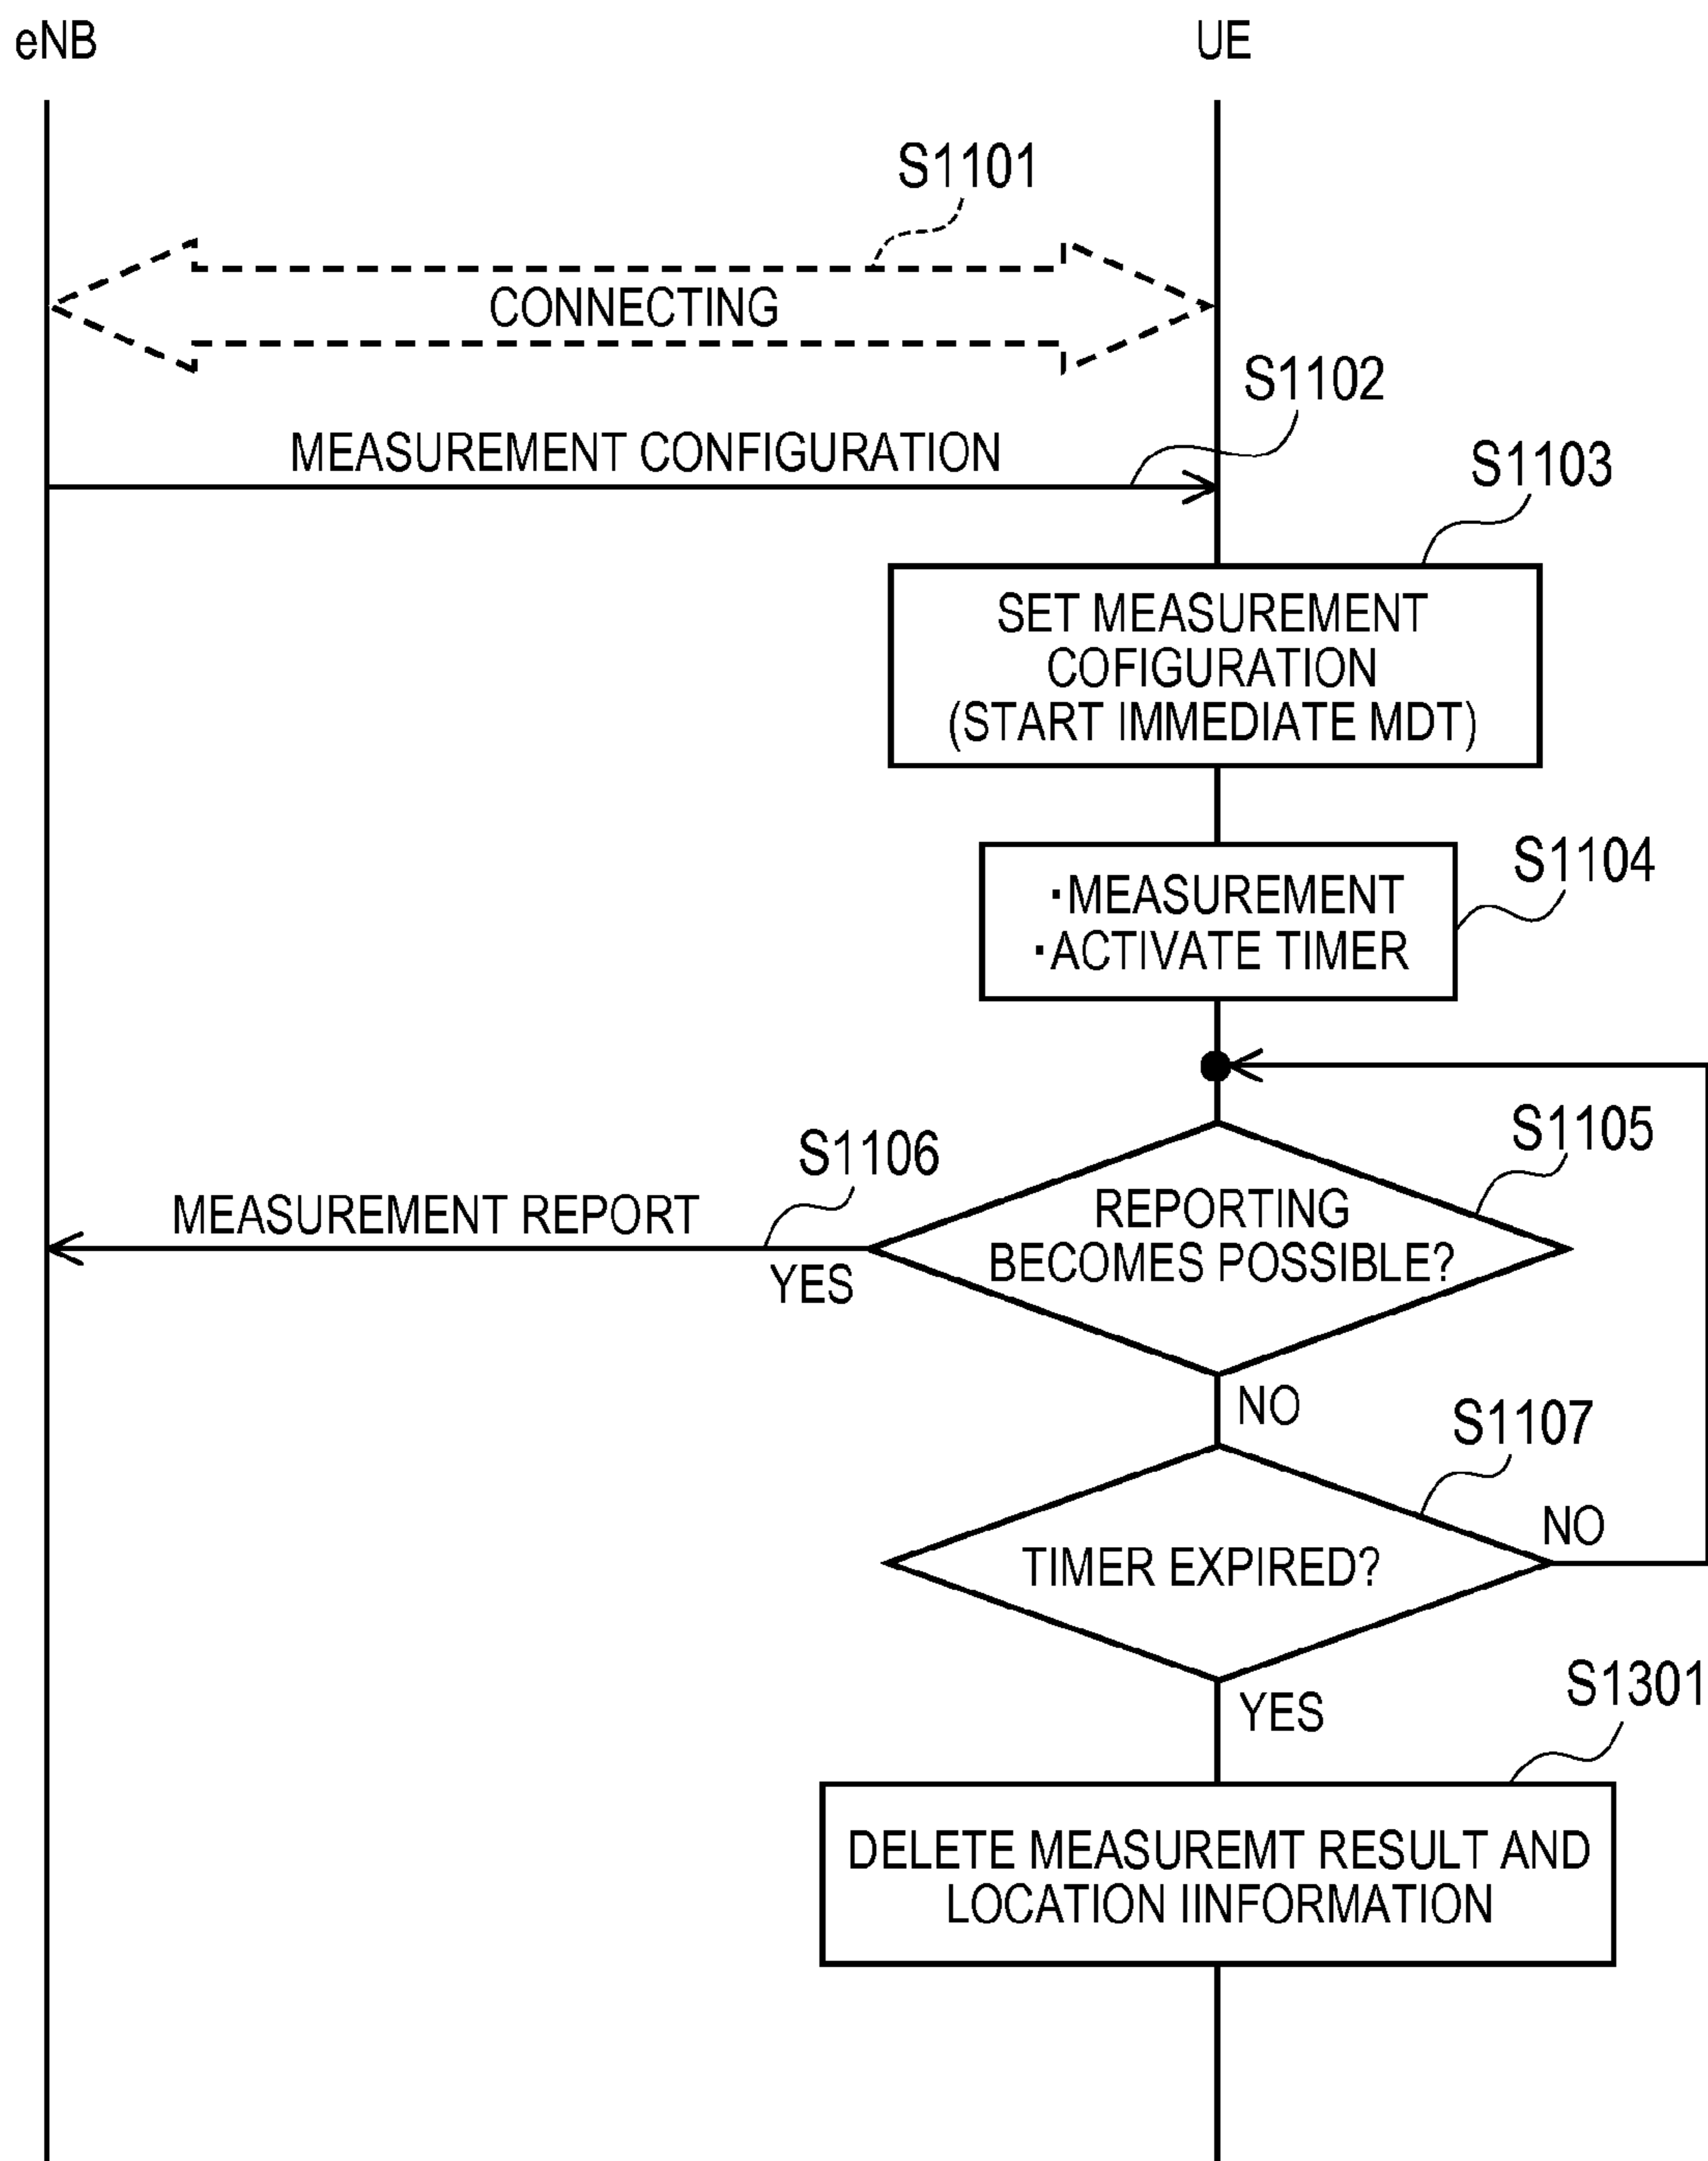 eNB
UE
S1101
CONNECTING
S1102
MEASUREMENT CONFIGURATION
S1103
SET MEASUREMENT
COFIGURATION
(START IMMEDIATE MDT)
S1104
·MEASUREMENT
·ACTIVATE TIMER
S1105
S1106
MEASUREMENT REPORT
REPORTING
BECOMES POSSIBLE?
YES
NO
S1107
NO
TIMER EXPIRED?
S1301
YES
DELETE MEASUREMT RESULT AND
LOCATION IINFORMATION